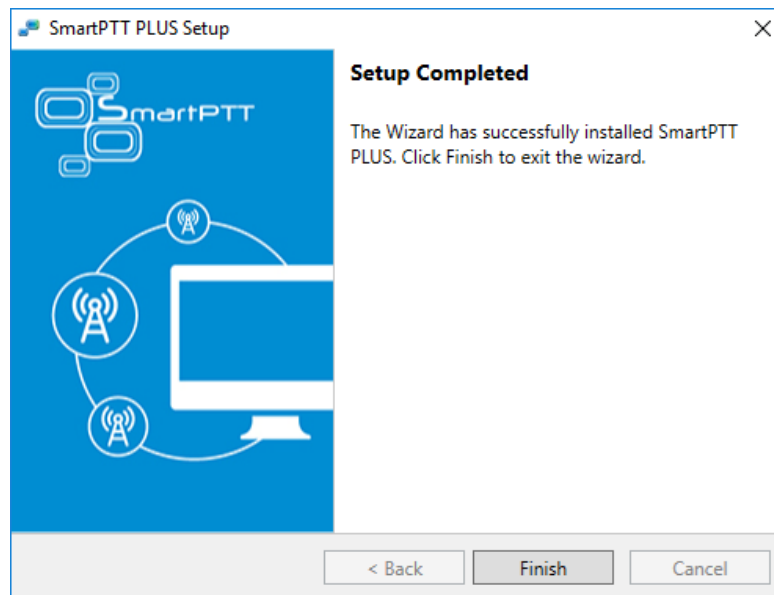 SmartPTT PLUS Setup
SmartPTT
Setup Completed
The Wizard has successfully installed SmartPTT
PLUS. Click Finish to exit the wizard.
< Back
Finish
Cancel